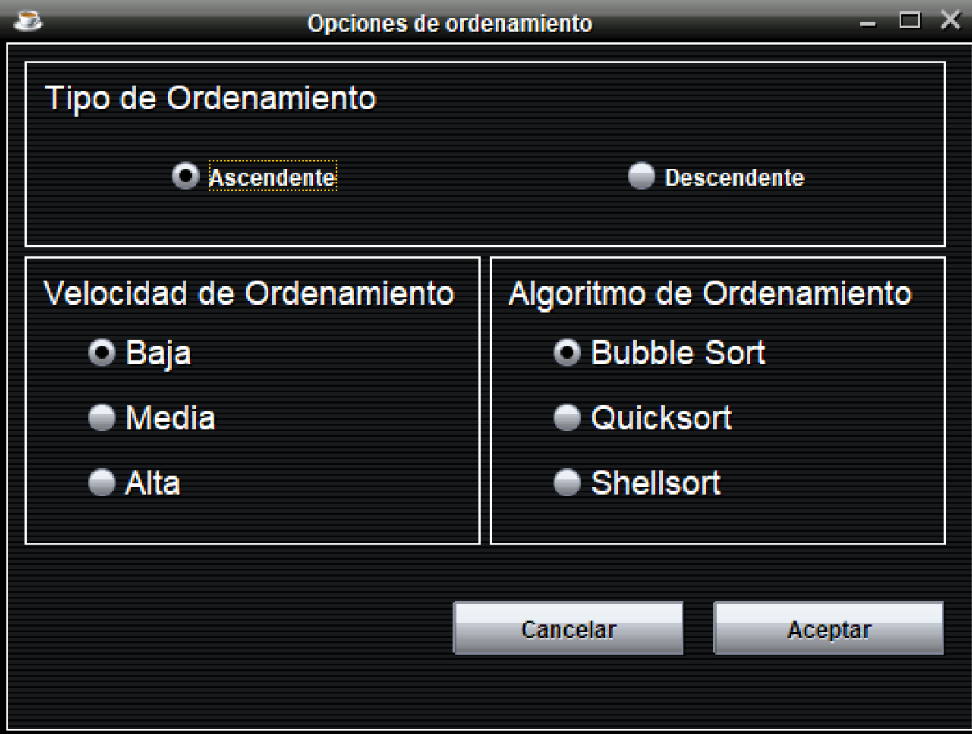 Opciones de ordenamiento
Tipo de Ordenamiento
Ascendente
Descendente
Velocidad de Ordenamiento
Baja
Media
Alta
Algoritmo de Ordenamiento
Bubble Sort
Quicksort
Shellsort
Cancelar
Aceptar